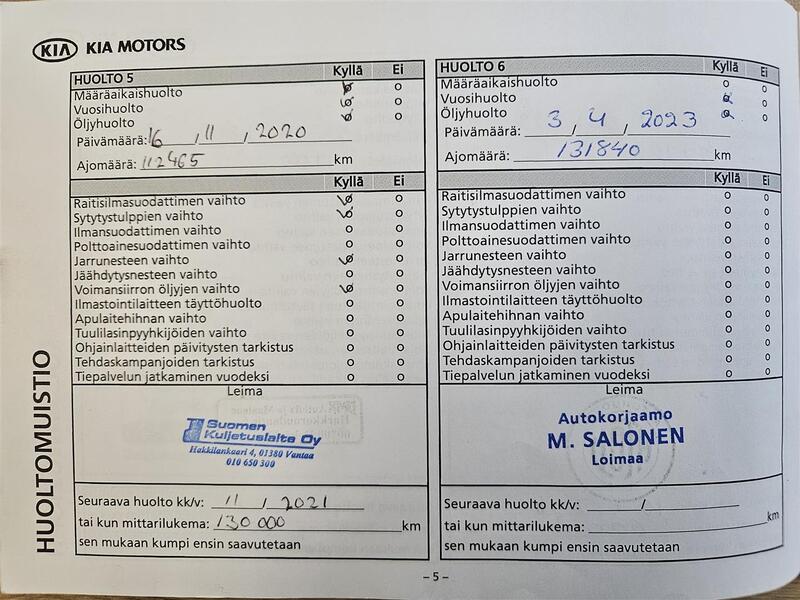 KIA KIA MOTORS
HUOLTO 5 Kyllä Ei
Määräaikaishuolto o o
Vuosihuolto o o
Öljyhuolto o o
Päivämäärä: 16 / 11 / 2020
Ajomäärä: 112465 km
Kyllä Ei
Raitisilmasuodattimen vaihto o o
Sytytystulppien vaihto o o
Ilmansuodattimen vaihto o o
Polttoainesuodattimen vaihto o o
Jarrunesteen vaihto o o
Jäähdytysnesteen vaihto o o
Voimansiirron öljyjen vaihto o o
Ilmastointilaitteen täyttöhuolto o o
Apulaitehihnan vaihto o o
Tuulilasinpyyhkijöiden vaihto o o
Ohjainlaitteiden päivitysten tarkistus o o
Tehdaskampanjoiden tarkistus o o
Tiepalvelun jatkaminen vuodeksi o o
Leima
Suomen
Kuljetuslaite Oy
Hakkilankaari 4, 01380 Vantaa
010 650 300
Seuraava huolto kk/v: 11 / 2021
tai kun mittarilukema: 130 000 km
sen mukaan kumpi ensin saavutetaan
HUOLTO 6 Kyllä Ei
Määräaikaishuolto o o
Vuosihuolto o o
Öljyhuolto o o
Päivämäärä: 3 / 4 / 2023
Ajomäärä: 131840 km
Kyllä Ei
Raitisilmasuodattimen vaihto o o
Sytytystulppien vaihto o o
Ilmansuodattimen vaihto o o
Polttoainesuodattimen vaihto o o
Jarrunesteen vaihto o o
Jäähdytysnesteen vaihto o o
Voimansiirron öljyjen vaihto o o
Ilmastointilaitteen täyttöhuolto o o
Apulaitehihnan vaihto o o
Tuulilasinpyyhkijöiden vaihto o o
Ohjainlaitteiden päivitysten tarkistus o o
Tehdaskampanjoiden tarkistus o o
Tiepalvelun jatkaminen vuodeksi o o
Leima
Autokorjaamo
M. SALONEN
Loimaa
Seuraava huolto kk/v: /
tai kun mittarilukema: km
sen mukaan kumpi ensin saavutetaan
HUOLTOMUISTIO
– 5 –